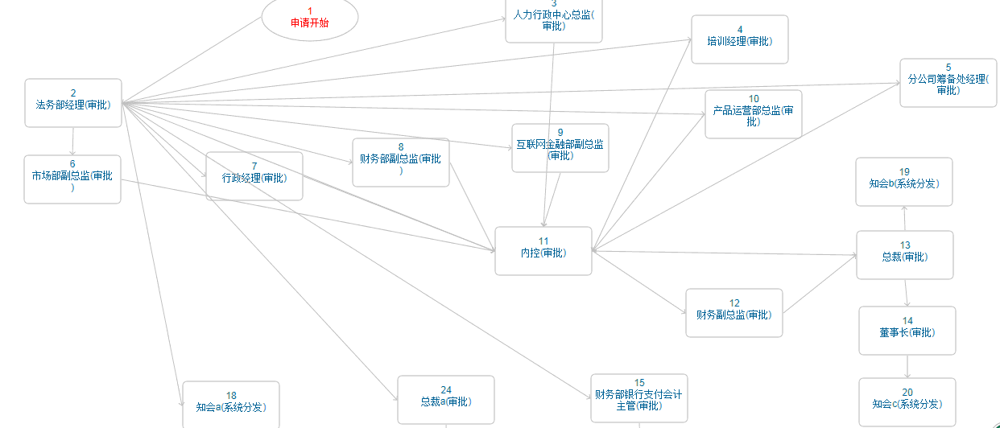 1
申请开始
3
人力行政中心总监(
审批)
4
培训经理(审批)
5
分公司筹备处经理(
审批)
2
法务部经理(审批)
10
产品运营部总监(审
批)
9
互联网金融部副总监
(审批)
8
财务部副总监(审批
)
7
行政经理(审批)
6
市场部副总监(审批
)
19
知会b(系统分发)
11
内控(审批)
13
总裁(审批)
12
财务副总监(审批)
14
董事长(审批)
18
知会a(系统分发)
24
总裁a(审批)
15
财务部银行支付会计
主管(审批)
20
知会c(系统分发)